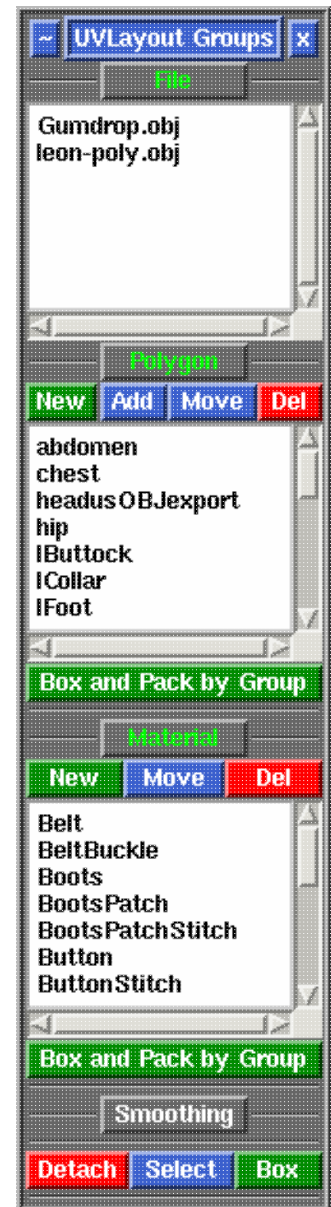 ~ UVLayout Groups x
File
Gumdrop.obj
leon-poly.obj
Polygon
New Add Move Del
abdomen
chest
headusOBJexport
hip
lButtock
lCollar
lFoot
Box and Pack by Group
Material
New Move Del
Belt
BeltBuckle
Boots
BootsPatch
BootsPatchStitch
Button
ButtonStitch
Box and Pack by Group
Smoothing
Detach Select Box